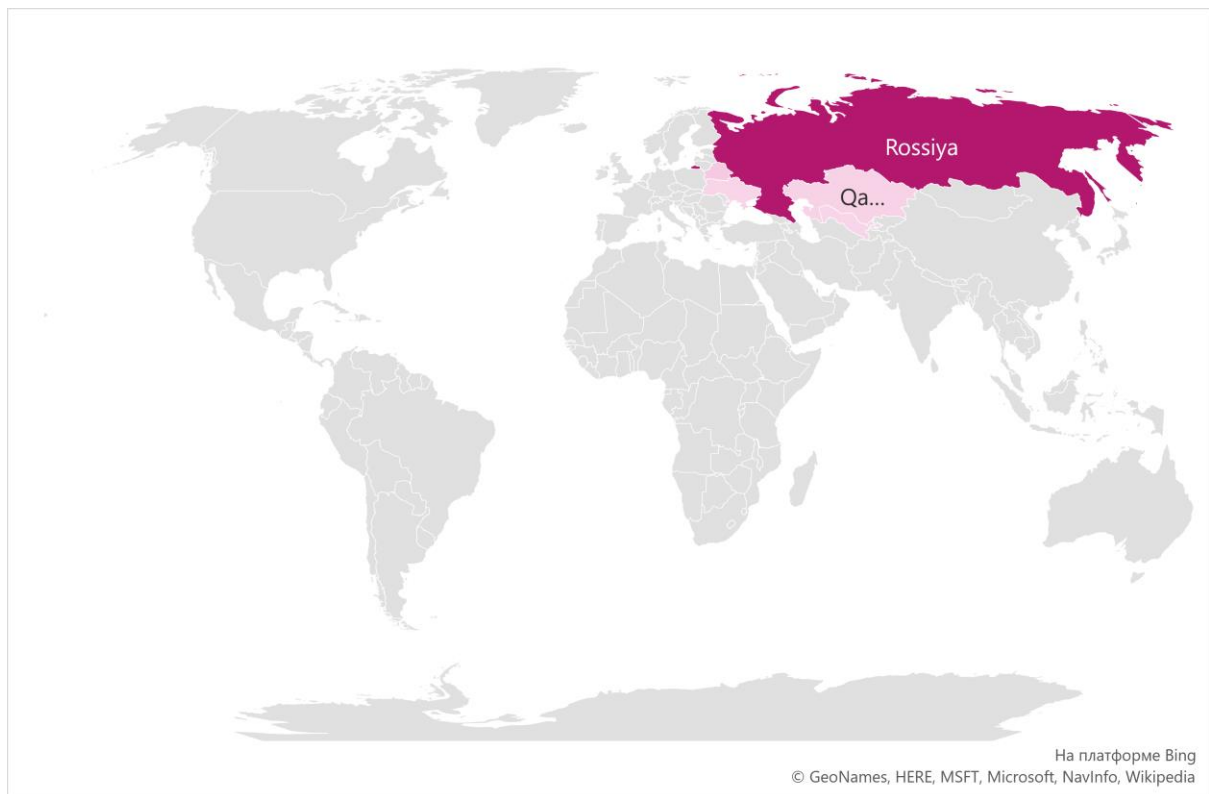 Rossiya
Qa...
На платформе Bing
© GeoNames, HERE, MSFT, Microsoft, NavInfo, Wikipedia